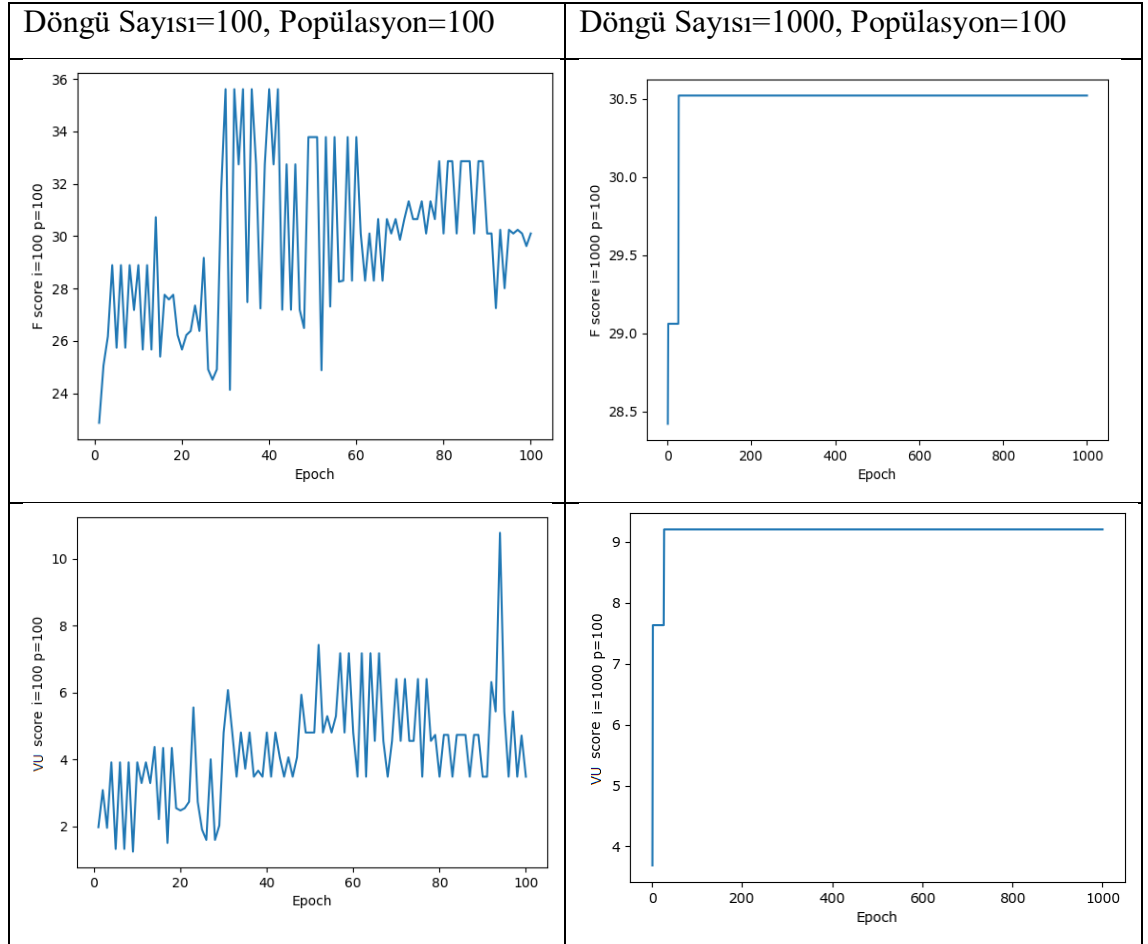 Döngü Sayısı=100, Popülasyon=100
Döngü Sayısı=1000, Popülasyon=100
36
34
32
30
28
26
24
F score i=100 p=100
0 20 40 60 80 100
Epoch
30.5
30.0
29.5
29.0
28.5
F score i=1000 p=100
0 200 400 600 800 1000
Epoch
10
8
6
4
2
VU score i=100 p=100
0 20 40 60 80 100
Epoch
9
8
7
6
5
4
VU score i=1000 p=100
0 200 400 600 800 1000
Epoch